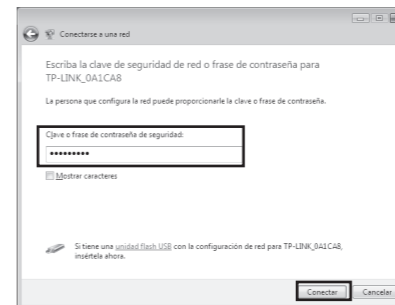 Conectarse a una red
Escriba la clave de seguridad de red o frase de contraseña para
TP-LINK_0A1CA8
La persona que configura la red puede proporcionarle la clave o frase de contraseña.
Clave o frase de contraseña de seguridad:
•••••••••
Mostrar caracteres
Si tiene una unidad flash USB con la configuración de red para TP-LINK_0A1CA8,
insértela ahora.
Conectar Cancelar